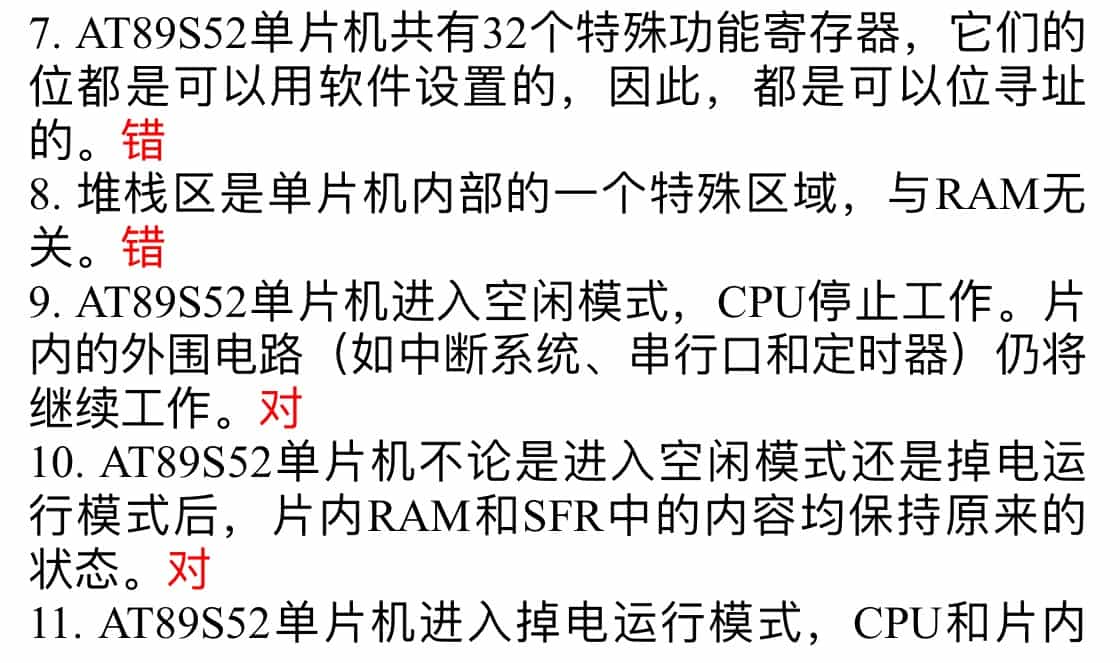 7. AT89S52单片机共有32个特殊功能寄存器，它们的
位都是可以用软件设置的，因此，都是可以位寻址
的。错
8. 堆栈区是单片机内部的一个特殊区域，与RAM无
关。错
9. AT89S52单片机进入空闲模式，CPU停止工作。片
内的外围电路（如中断系统、串行口和定时器）仍将
继续工作。对
10. AT89S52单片机不论是进入空闲模式还是掉电运
行模式后，片内RAM和SFR中的内容均保持原来的
状态。对
11. AT89S52单片机进入掉电运行模式，CPU和片内